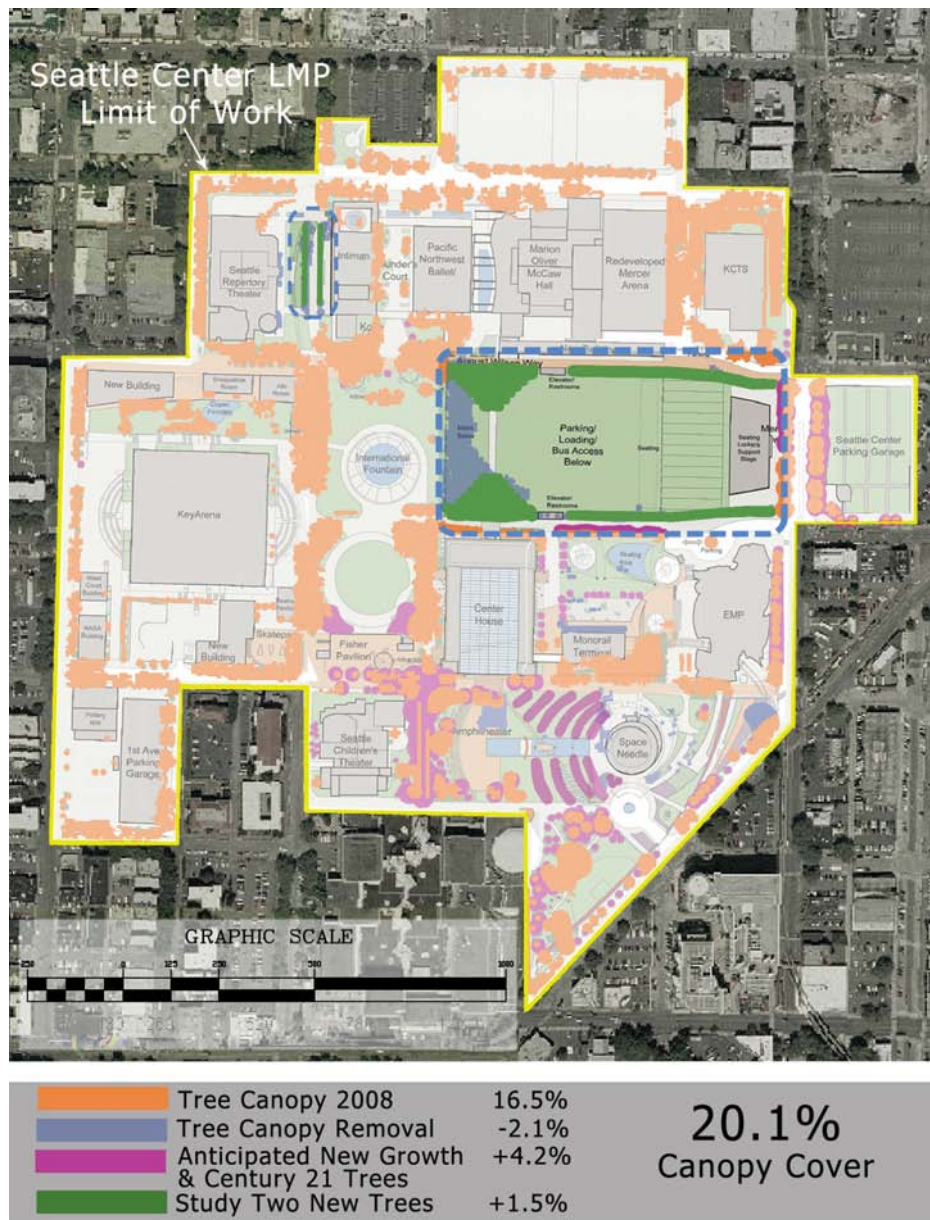 Seattle Center LMP
Limit of Work
Seattle
Repertory
Theater
Intiman
Court
Pacific
Northwest
Ballet/
Marion
Oliver
McCaw
Hall
Redeveloped
Mercer
Arena
KCTS
New Building
International
Fountain
KeyArena
Elevator/
Restrooms
Parking/
Loading/
Bus Access
Below
Seating
Seating
Support
Stage
Elevator/
Restrooms
Seattle Center
Parking Garage
Parking
Center
House
EMP
Monorail
Terminal
Fisher
Pavilion
New
Building
Building
Building
1st Ave
Parking
Garage
Seattle
Children's
Theater
Amphitheater
Space
Needle
GRAPHIC SCALE
250 0 125 250 500 1000
Tree Canopy 2008 16.5%
Tree Canopy Removal -2.1%
Anticipated New Growth +4.2%
& Century 21 Trees
Study Two New Trees +1.5%
20.1%
Canopy Cover